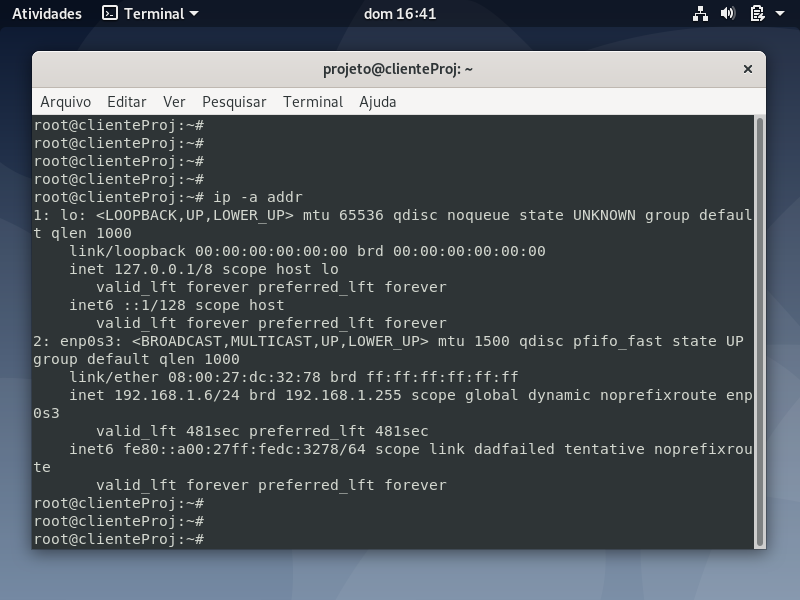 Atividades Terminal dom 16:41
projeto@clienteProj: ~ ×
Arquivo Editar Ver Pesquisar Terminal Ajuda
root@clienteProj:~#
root@clienteProj:~#
root@clienteProj:~#
root@clienteProj:~#
root@clienteProj:~# ip -a addr
1: lo: <LOOPBACK,UP,LOWER_UP> mtu 65536 qdisc noqueue state UNKNOWN group defaul
t qlen 1000
    link/loopback 00:00:00:00:00:00 brd 00:00:00:00:00:00
    inet 127.0.0.1/8 scope host lo
       valid_lft forever preferred_lft forever
    inet6 ::1/128 scope host
       valid_lft forever preferred_lft forever
2: enp0s3: <BROADCAST,MULTICAST,UP,LOWER_UP> mtu 1500 qdisc pfifo_fast state UP
group default qlen 1000
    link/ether 08:00:27:dc:32:78 brd ff:ff:ff:ff:ff:ff
    inet 192.168.1.6/24 brd 192.168.1.255 scope global dynamic noprefixroute enp
0s3
       valid_lft 481sec preferred_lft 481sec
    inet6 fe80::a00:27ff:fedc:3278/64 scope link dadfailed tentative noprefixrou
te
       valid_lft forever preferred_lft forever
root@clienteProj:~#
root@clienteProj:~#
root@clienteProj:~#